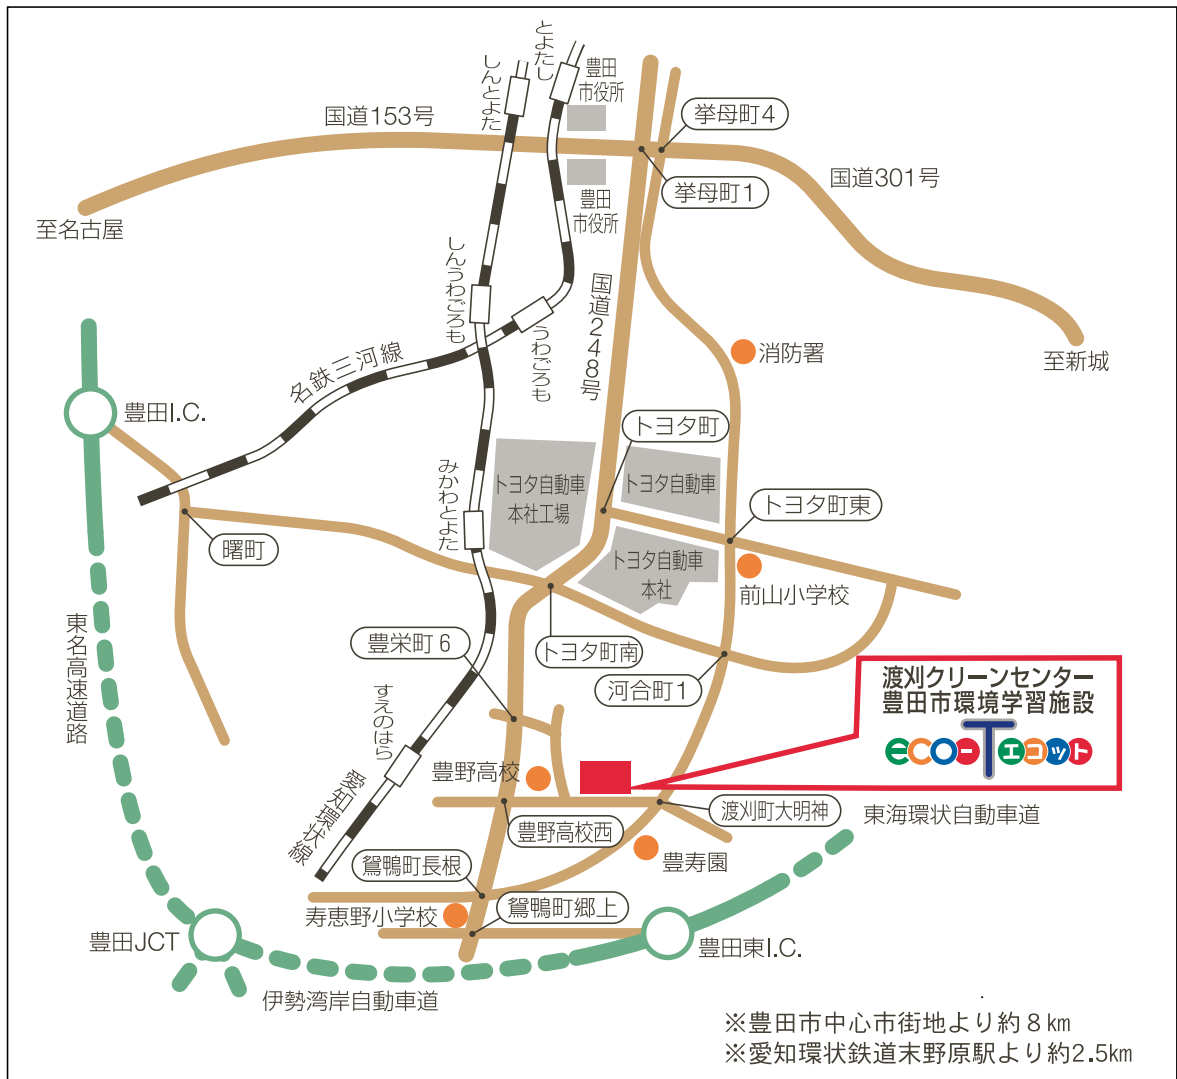 とよたし
しんとよた
豊田
市役所
国道153号
挙母町4
挙母町1
国道301号
豊田
市役所
至名古屋
しんうわごろも
うわごろも
国道248号
名鉄三河線
消防署
至新城
豊田I.C.
トヨタ町
トヨタ自動車
本社工場
トヨタ自動車
トヨタ町東
みかわとよた
曙町
トヨタ自動車
本社
前山小学校
東名高速道路
豊栄町6
トヨタ町南
河合町1
渡刈クリーンセンター
豊田市環境学習施設
eco-Tエコット
すえのはら
愛知環状線
豊野高校
渡刈町大明神
東海環状自動車道
豊野高校西
豊寿園
鴛鴨町長根
寿恵野小学校
鴛鴨町郷上
豊田JCT
豊田東I.C.
伊勢湾岸自動車道
※豊田市中心市街地より約8km
※愛知環状鉄道末野原駅より約2.5km